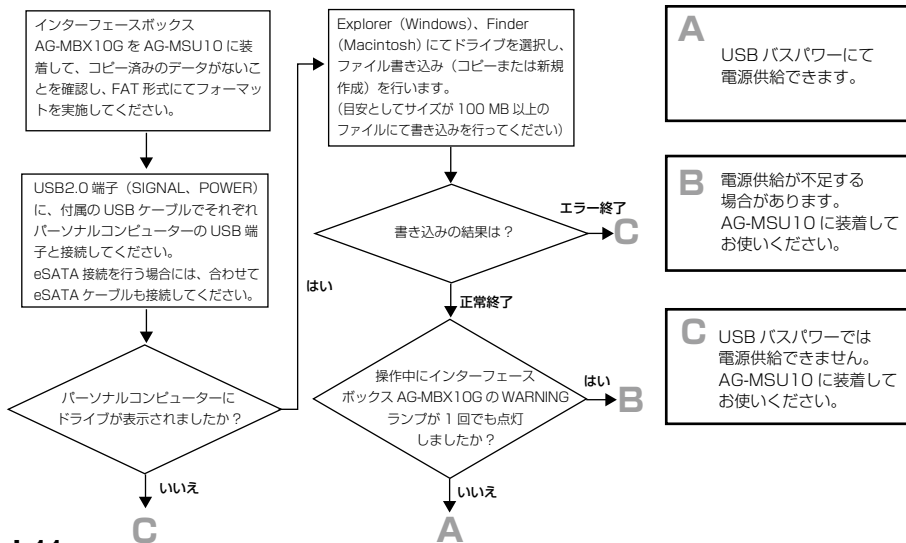 インターフェースボックス
AG-MBX10G を AG-MSU10 に装
着して、コピー済みのデータがないこ
とを確認し、FAT 形式にてフォーマッ
トを実施してください。
USB2.0 端子（SIGNAL、POWER）
に、付属の USB ケーブルでそれぞれ
パーソナルコンピューターの USB 端
子と接続してください。
eSATA 接続を行う場合には、合わせて
eSATA ケーブルも接続してください。
パーソナルコンピューターに
ドライブが表示されましたか？
はい
いいえ
C
Explorer（Windows）、Finder
（Macintosh）にてドライブを選択し、
ファイル書き込み（コピーまたは新規
作成）を行います。
（目安としてサイズが 100 MB 以上の
ファイルにて書き込みを行ってください）
書き込みの結果は？
エラー終了
C
正常終了
操作中にインターフェース
ボックス AG-MBX10G の WARNING
ランプが 1 回でも点灯
しましたか？
はい
B
いいえ
A
A
USB バスパワーにて
電源供給できます。
B
電源供給が不足する
場合があります。
AG-MSU10 に装着して
お使いください。
C
USB バスパワーでは
電源供給できません。
AG-MSU10 に装着して
お使いください。